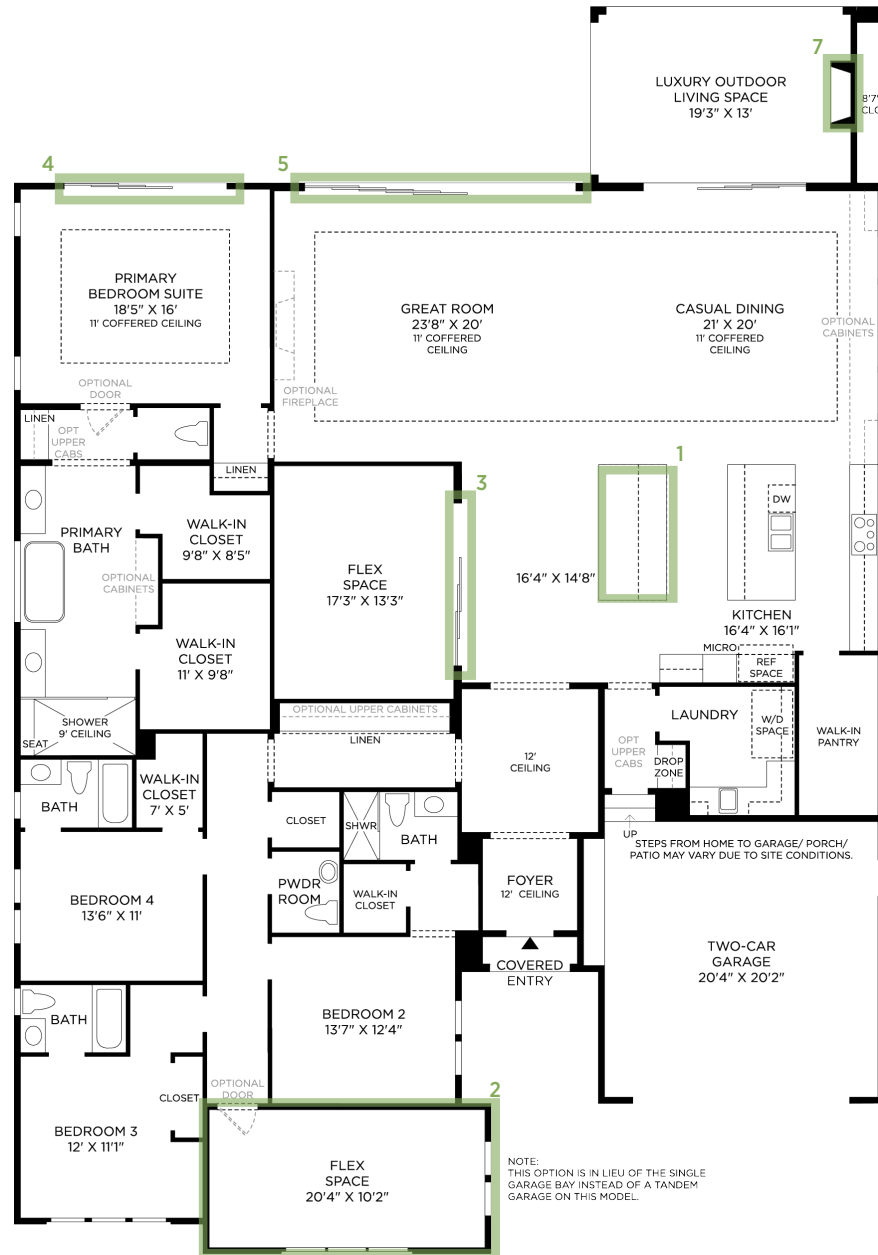 7
LUXURY OUTDOOR
LIVING SPACE
19'3" X 13'
8'7"
4
5
PRIMARY
BEDROOM SUITE
18'5" X 16'
11' COFFERED CEILING
GREAT ROOM
23'8" X 20'
11' COFFERED
CEILING
CASUAL DINING
21' X 20'
11' COFFERED
CEILING
OPTIONAL
CABINETS
OPTIONAL
DOOR
OPTIONAL
FIREPLACE
LINEN
OPT
UPPER
CABS
LINEN
1
3
DW
PRIMARY
BATH
WALK-IN
CLOSET
9'8" X 8'5"
OPTIONAL
CABINETS
FLEX
SPACE
17'3" X 13'3"
16'4" X 14'8"
KITCHEN
16'4" X 16'1"
WALK-IN
CLOSET
11' X 9'8"
MICRO
REF
SPACE
SHOWER
9' CEILING
SEAT
OPTIONAL UPPER CABINETS
LINEN
12'
CEILING
LAUNDRY
W/D
SPACE
OPT
UPPER
CABS
DROP
ZONE
WALK-IN
PANTRY
BATH
WALK-IN
CLOSET
7' X 5'
CLOSET
SHWR
BATH
UP
STEPS FROM HOME TO GARAGE/ PORCH/
PATIO MAY VARY DUE TO SITE CONDITIONS.
BEDROOM 4
13'6" X 11'
PWDR
ROOM
WALK-IN
CLOSET
FOYER
12' CEILING
COVERED
ENTRY
TWO-CAR
GARAGE
20'4" X 20'2"
BATH
BEDROOM 2
13'7" X 12'4"
OPTIONAL
DOOR
CLOSET
2
BEDROOM 3
12' X 11'1"
FLEX
SPACE
20'4" X 10'2"
NOTE:
THIS OPTION IS IN LIEU OF THE SINGLE
GARAGE BAY INSTEAD OF A TANDEM
GARAGE ON THIS MODEL.